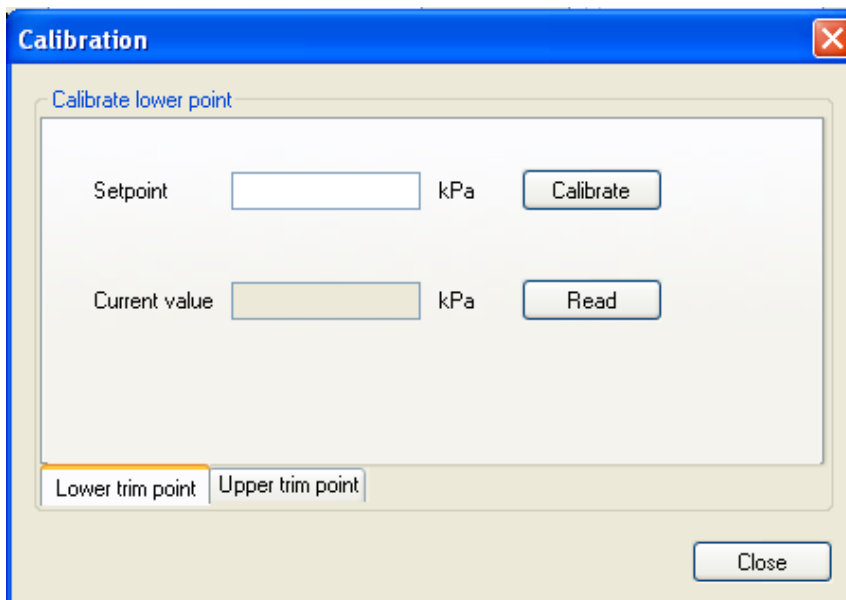 Calibration
Calibrate lower point
Setpoint kPa Calibrate
Current value kPa Read
Lower trim point Upper trim point
Close